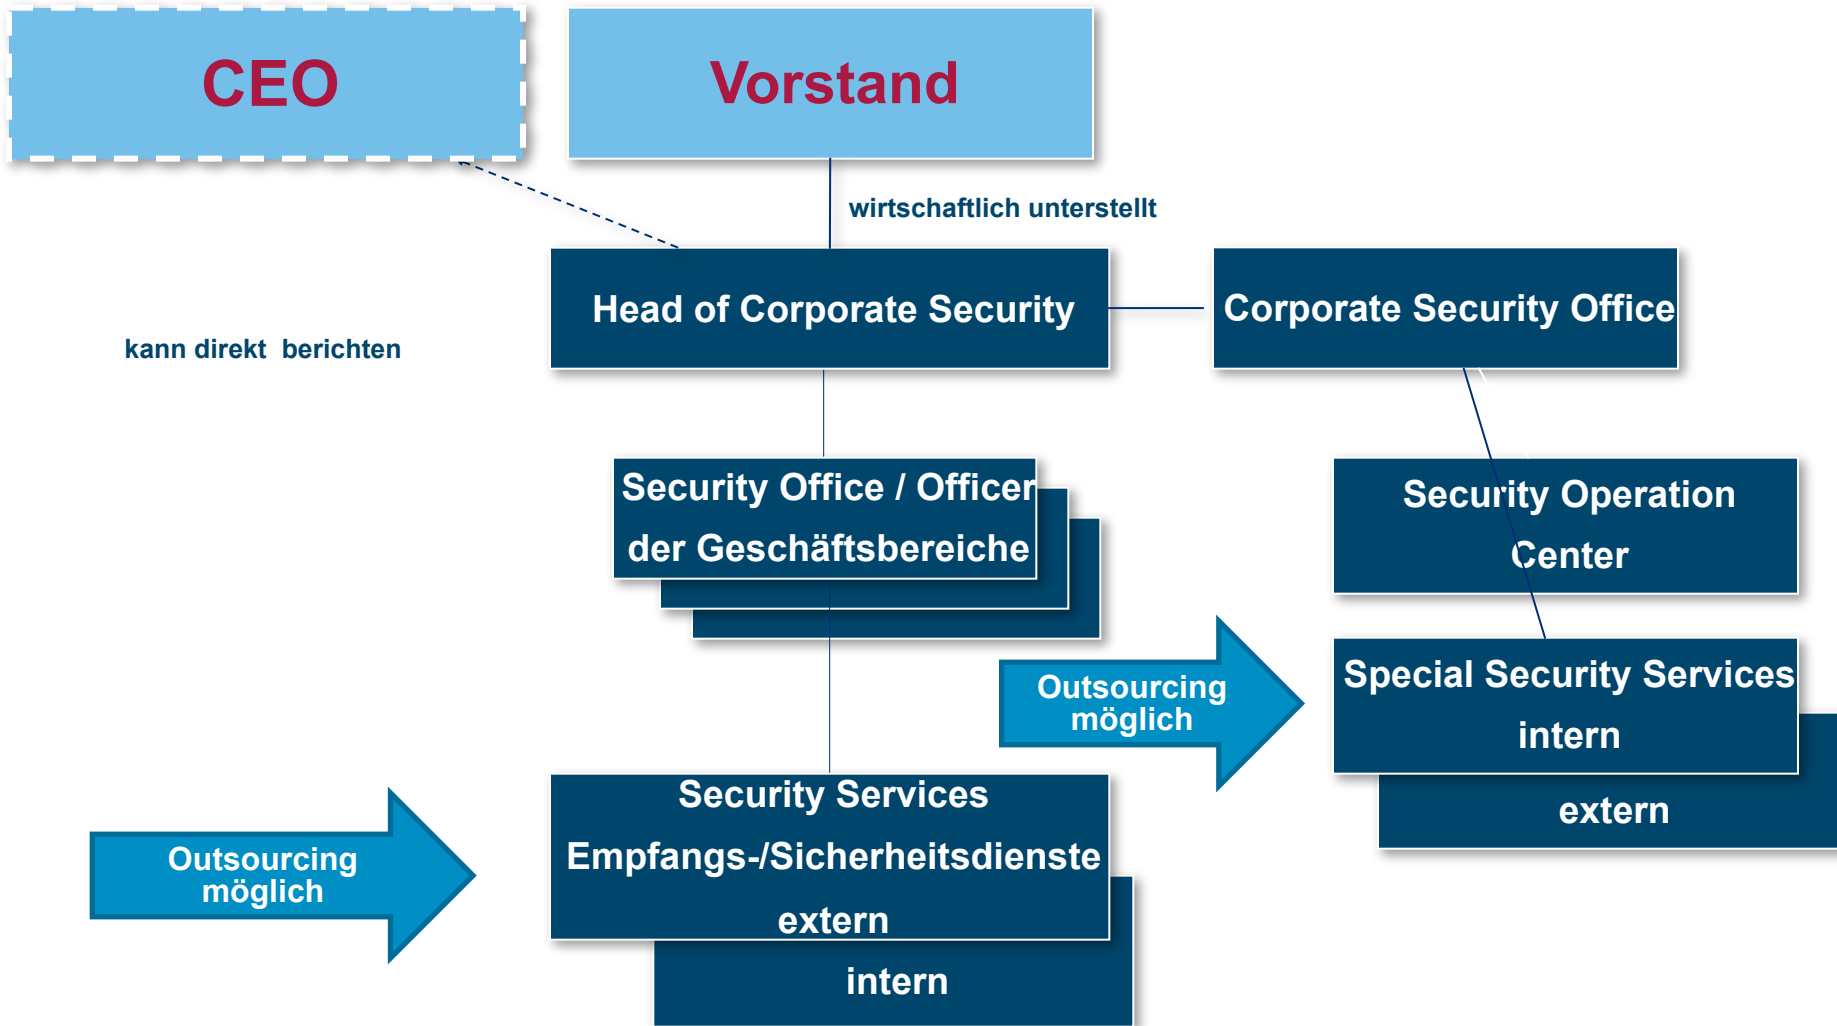 CEO
Vorstand
wirtschaftlich unterstellt
Head of Corporate Security
Corporate Security Office
kann direkt  berichten
Security Office / Officer
der Geschäftsbereiche
Security Operation
Center
Outsourcing
möglich
Special Security Services
intern
extern
Security Services
Empfangs-/Sicherheitsdienste
extern
intern
Outsourcing
möglich